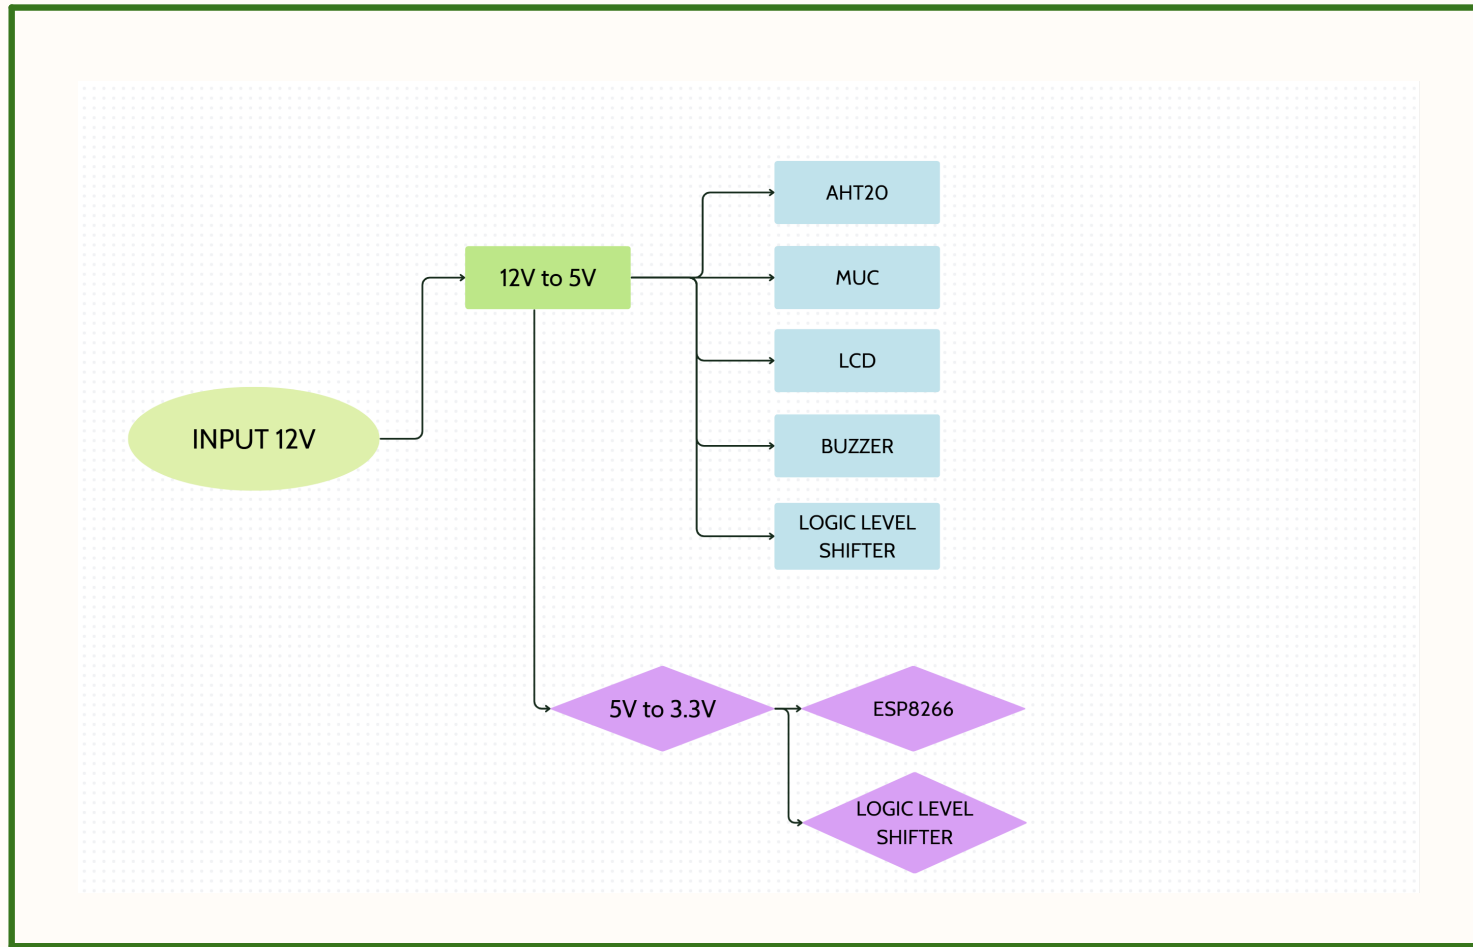 AHT20
12V to 5V
MUC
LCD
INPUT 12V
BUZZER
LOGIC LEVEL
SHIFTER
5V to 3.3V
ESP8266
LOGIC LEVEL
SHIFTER